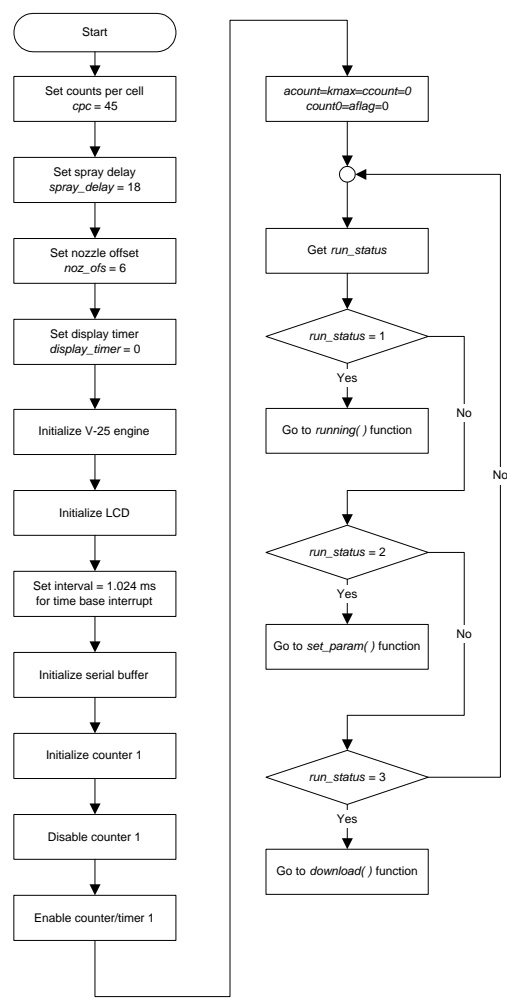 Start
Set counts per cell
cpc = 45
Set spray delay
spray_delay = 18
Set nozzle offset
noz_ofs = 6
Set display timer
display_timer = 0
Initialize V-25 engine
Initialize LCD
Set interval = 1.024 ms
for time base interrupt
Initialize serial buffer
Initialize counter 1
Disable counter 1
Enable counter/timer 1
acount=kmax=ccount=0
count0=aflag=0
Get run_status
run_status = 1
Yes
No
Go to running( ) function
No
run_status = 2
Yes
Go to set_param( ) function
No
run_status = 3
Yes
Go to download( ) function